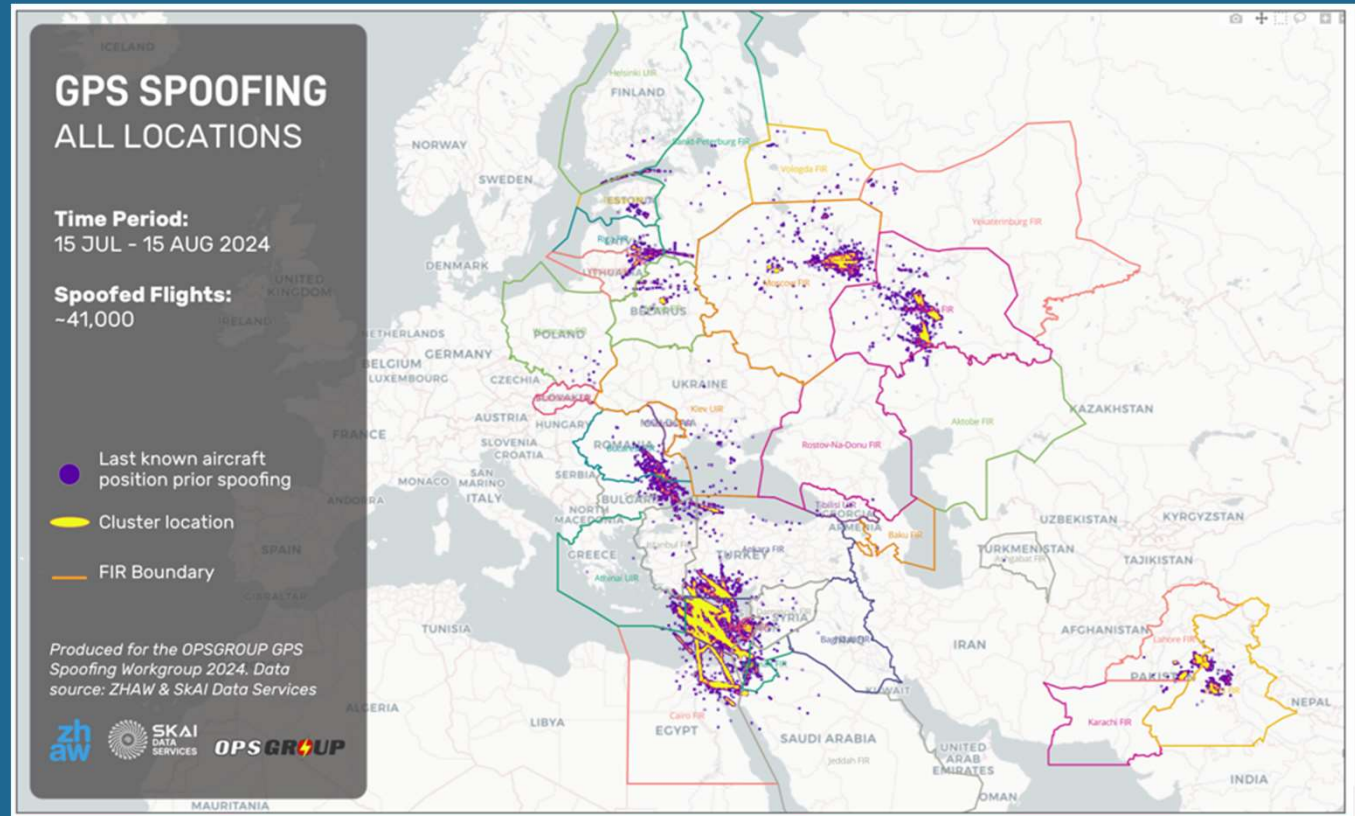 GPS SPOOFING
ALL LOCATIONS
Time Period:
15 JUL - 15 AUG 2024
Spoofed Flights:
~41,000
Last known aircraft
position prior spoofing
Cluster location
FIR Boundary
Produced for the OPSGROUP GPS
Spoofing Workgroup 2024. Data
source: ZHAW & SkAI Data Services
zh
aw
SKAI
DATA
SERVICES
OPSGROUP
ICELAND
Helsinki UIR
FINLAND
NORWAY
Sankt-Peterburg FIR
Vologda FIR
SWEDEN
ESTONIA
Yekaterinburg FIR
DENMARK
LITHUANIA
UNITED
KINGDOM
Moscow FIR
IRELAND
BELARUS
FIR
NETHERLANDS
POLAND
GERMANY
BELGIUM
LUXEMBOURG
CZECHIA
UKRAINE
SLOVAKIA
KAZAKHSTAN
AUSTRIA
HUNGARY
Kiev UIR
MOLDOVA
Aktobe FIR
FRANCE
SLOVENIA
CROATIA
ROMANIA
Rostov-Na-Donu FIR
SAN
MARINO
MONACO
ITALY
SERBIA
ANDORRA
BULGARIA
Tbilisi UIR
GEORGIA
NORTH
MACEDONIA
ARMENIA
UZBEKISTAN
KYRGYZSTAN
Baku FIR
SPAIN
GREECE
Istanbul FIR
TURKEY
Ankara FIR
TURKMENISTAN
Ashgabat FIR
TAJIKISTAN
Athinai UIR
GIBRALTAR
SYRIA
TUNISIA
AFGHANISTAN
Lahore FIR
IRAN
PAKISTAN
KUWAIT
NEPAL
ALGERIA
LIBYA
Cairo FIR
EGYPT
Karachi FIR
SAUDI ARABIA
Jeddah FIR
UNITED
ARAB
EMIRATES
INDIA
OMAN
MAURITANIA